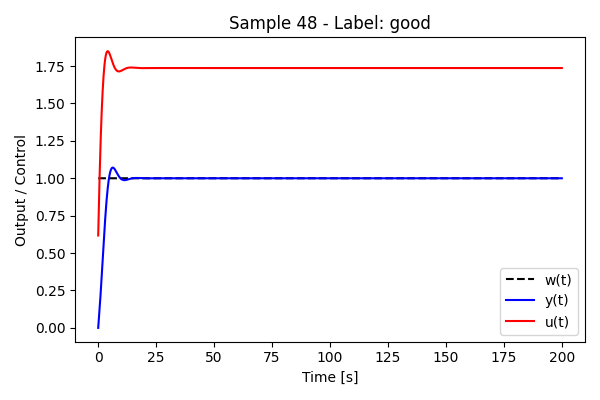 Sample 48 - Label: good
Output / Control
1.75
1.50
1.25
1.00
0.75
0.50
0.25
0.00
w(t)
y(t)
u(t)
0 25 50 75 100 125 150 175 200
Time [s]